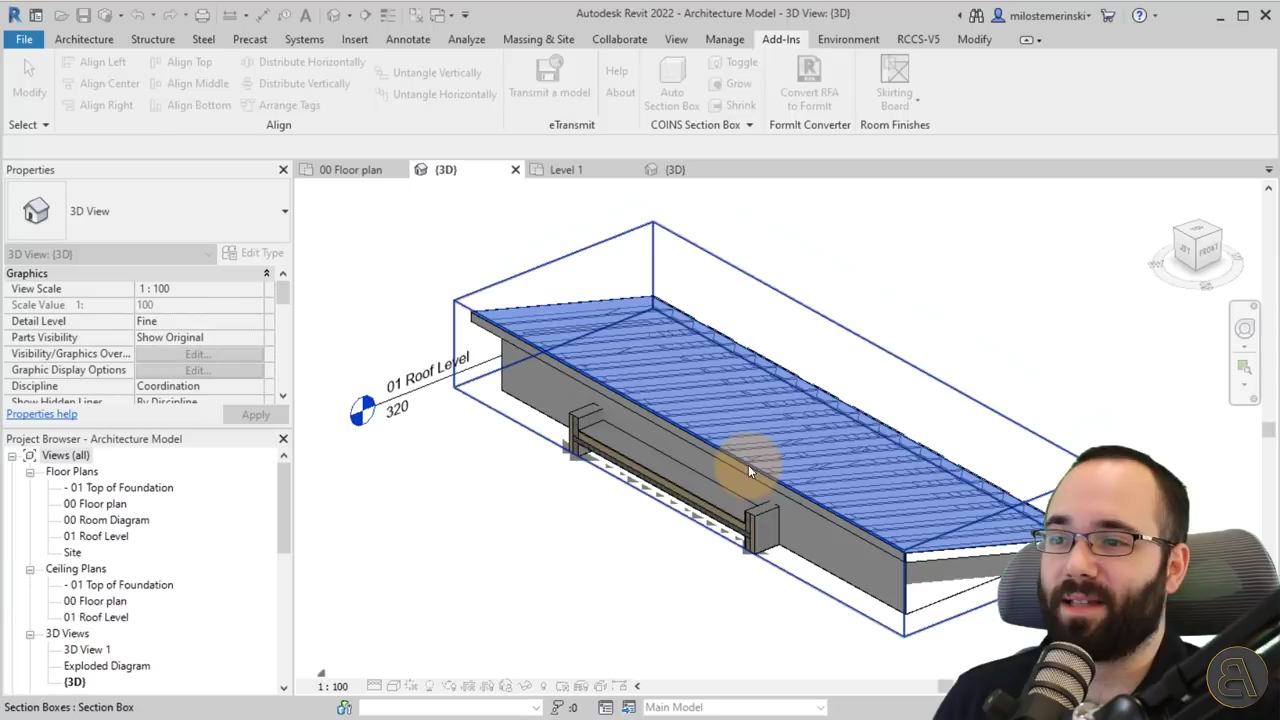 Autodesk Revit 2022 - Architecture Model - 3D View: {3D}
milostemerinski
File Architecture Structure Steel Precast Systems Insert Annotate Analyze Massing & Site Collaborate View Manage Add-Ins Environment RCCS-V5 Modify
Modify
Select
Align Left
Align Center
Align Right
Align Top
Align Middle
Align Bottom
Distribute Horizontally
Distribute Vertically
Arrange Tags
Untangle Vertically
Untangle Horizontally
Align
Transmit a model
eTransmit
Help
About
Auto
Section Box
Toggle
Grow
Shrink
COINS Section Box
Convert RFA
to FormIt
FormIt Converter
Skirting
Board
Room Finishes
Properties
00 Floor plan
{3D}
Level 1
{3D}
3D View
3D View: {3D}
Edit Type
Graphics
View Scale 1 : 100
Scale Value 1: 100
Detail Level Fine
Parts Visibility Show Original
Visibility/Graphics Over... Edit...
Graphic Display Options Edit...
Discipline Coordination
Show Hidden Lines By Discipline
Properties help
Apply
Project Browser - Architecture Model
Views (all)
Floor Plans
- 01 Top of Foundation
00 Floor plan
00 Room Diagram
01 Roof Level
Site
Ceiling Plans
- 01 Top of Foundation
00 Floor plan
01 Roof Level
3D Views
3D View 1
Exploded Diagram
{3D}
01 Roof Level
320
TOP
LEFT
FRONT
1 : 100
Section Boxes : Section Box
:0
Main Model